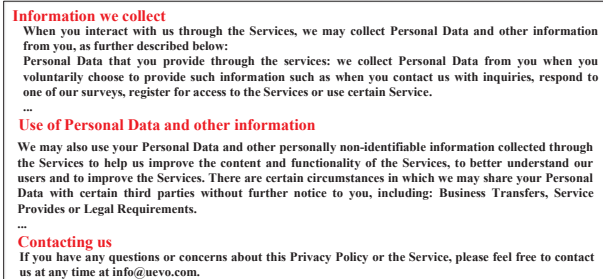 Information we collect
When you interact with us through the Services, we may collect Personal Data and other information
from you, as further described below:
Personal Data that you provide through the services: we collect Personal Data from you when you
voluntarily choose to provide such information such as when you contact us with inquiries, respond to
one of our surveys, register for access to the Services or use certain Service.
...
Use of Personal Data and other information
We may also use your Personal Data and other personally non-identifiable information collected through
the Services to help us improve the content and functionality of the Services, to better understand our
users and to improve the Services. There are certain circumstances in which we may share your Personal
Data with certain third parties without further notice to you, including: Business Transfers, Service
Provides or Legal Requirements.
...
Contacting us
If you have any questions or concerns about this Privacy Policy or the Service, please feel free to contact
us at any time at info@uevo.com.